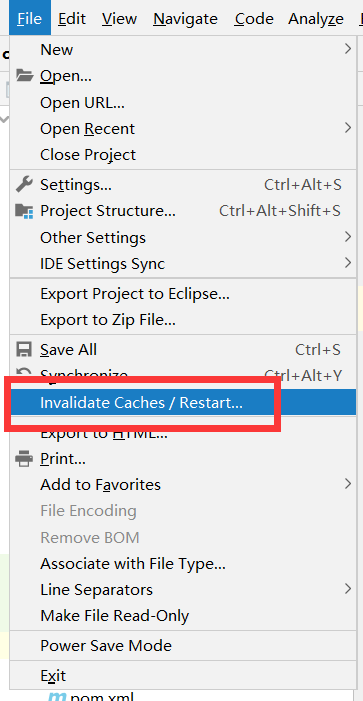 File Edit View Navigate Code Analyze
New
Open...
Open URL...
Open Recent
Close Project
Settings... Ctrl+Alt+S
Project Structure... Ctrl+Alt+Shift+S
Other Settings
IDE Settings Sync
Export Project to Eclipse...
Export to Zip File...
Save All Ctrl+S
Synchronize Ctrl+Alt+Y
Invalidate Caches / Restart...
Export to HTML...
Print...
Add to Favorites
File Encoding
Remove BOM
Associate with File Type...
Line Separators
Make File Read-Only
Power Save Mode
Exit
pom.xml